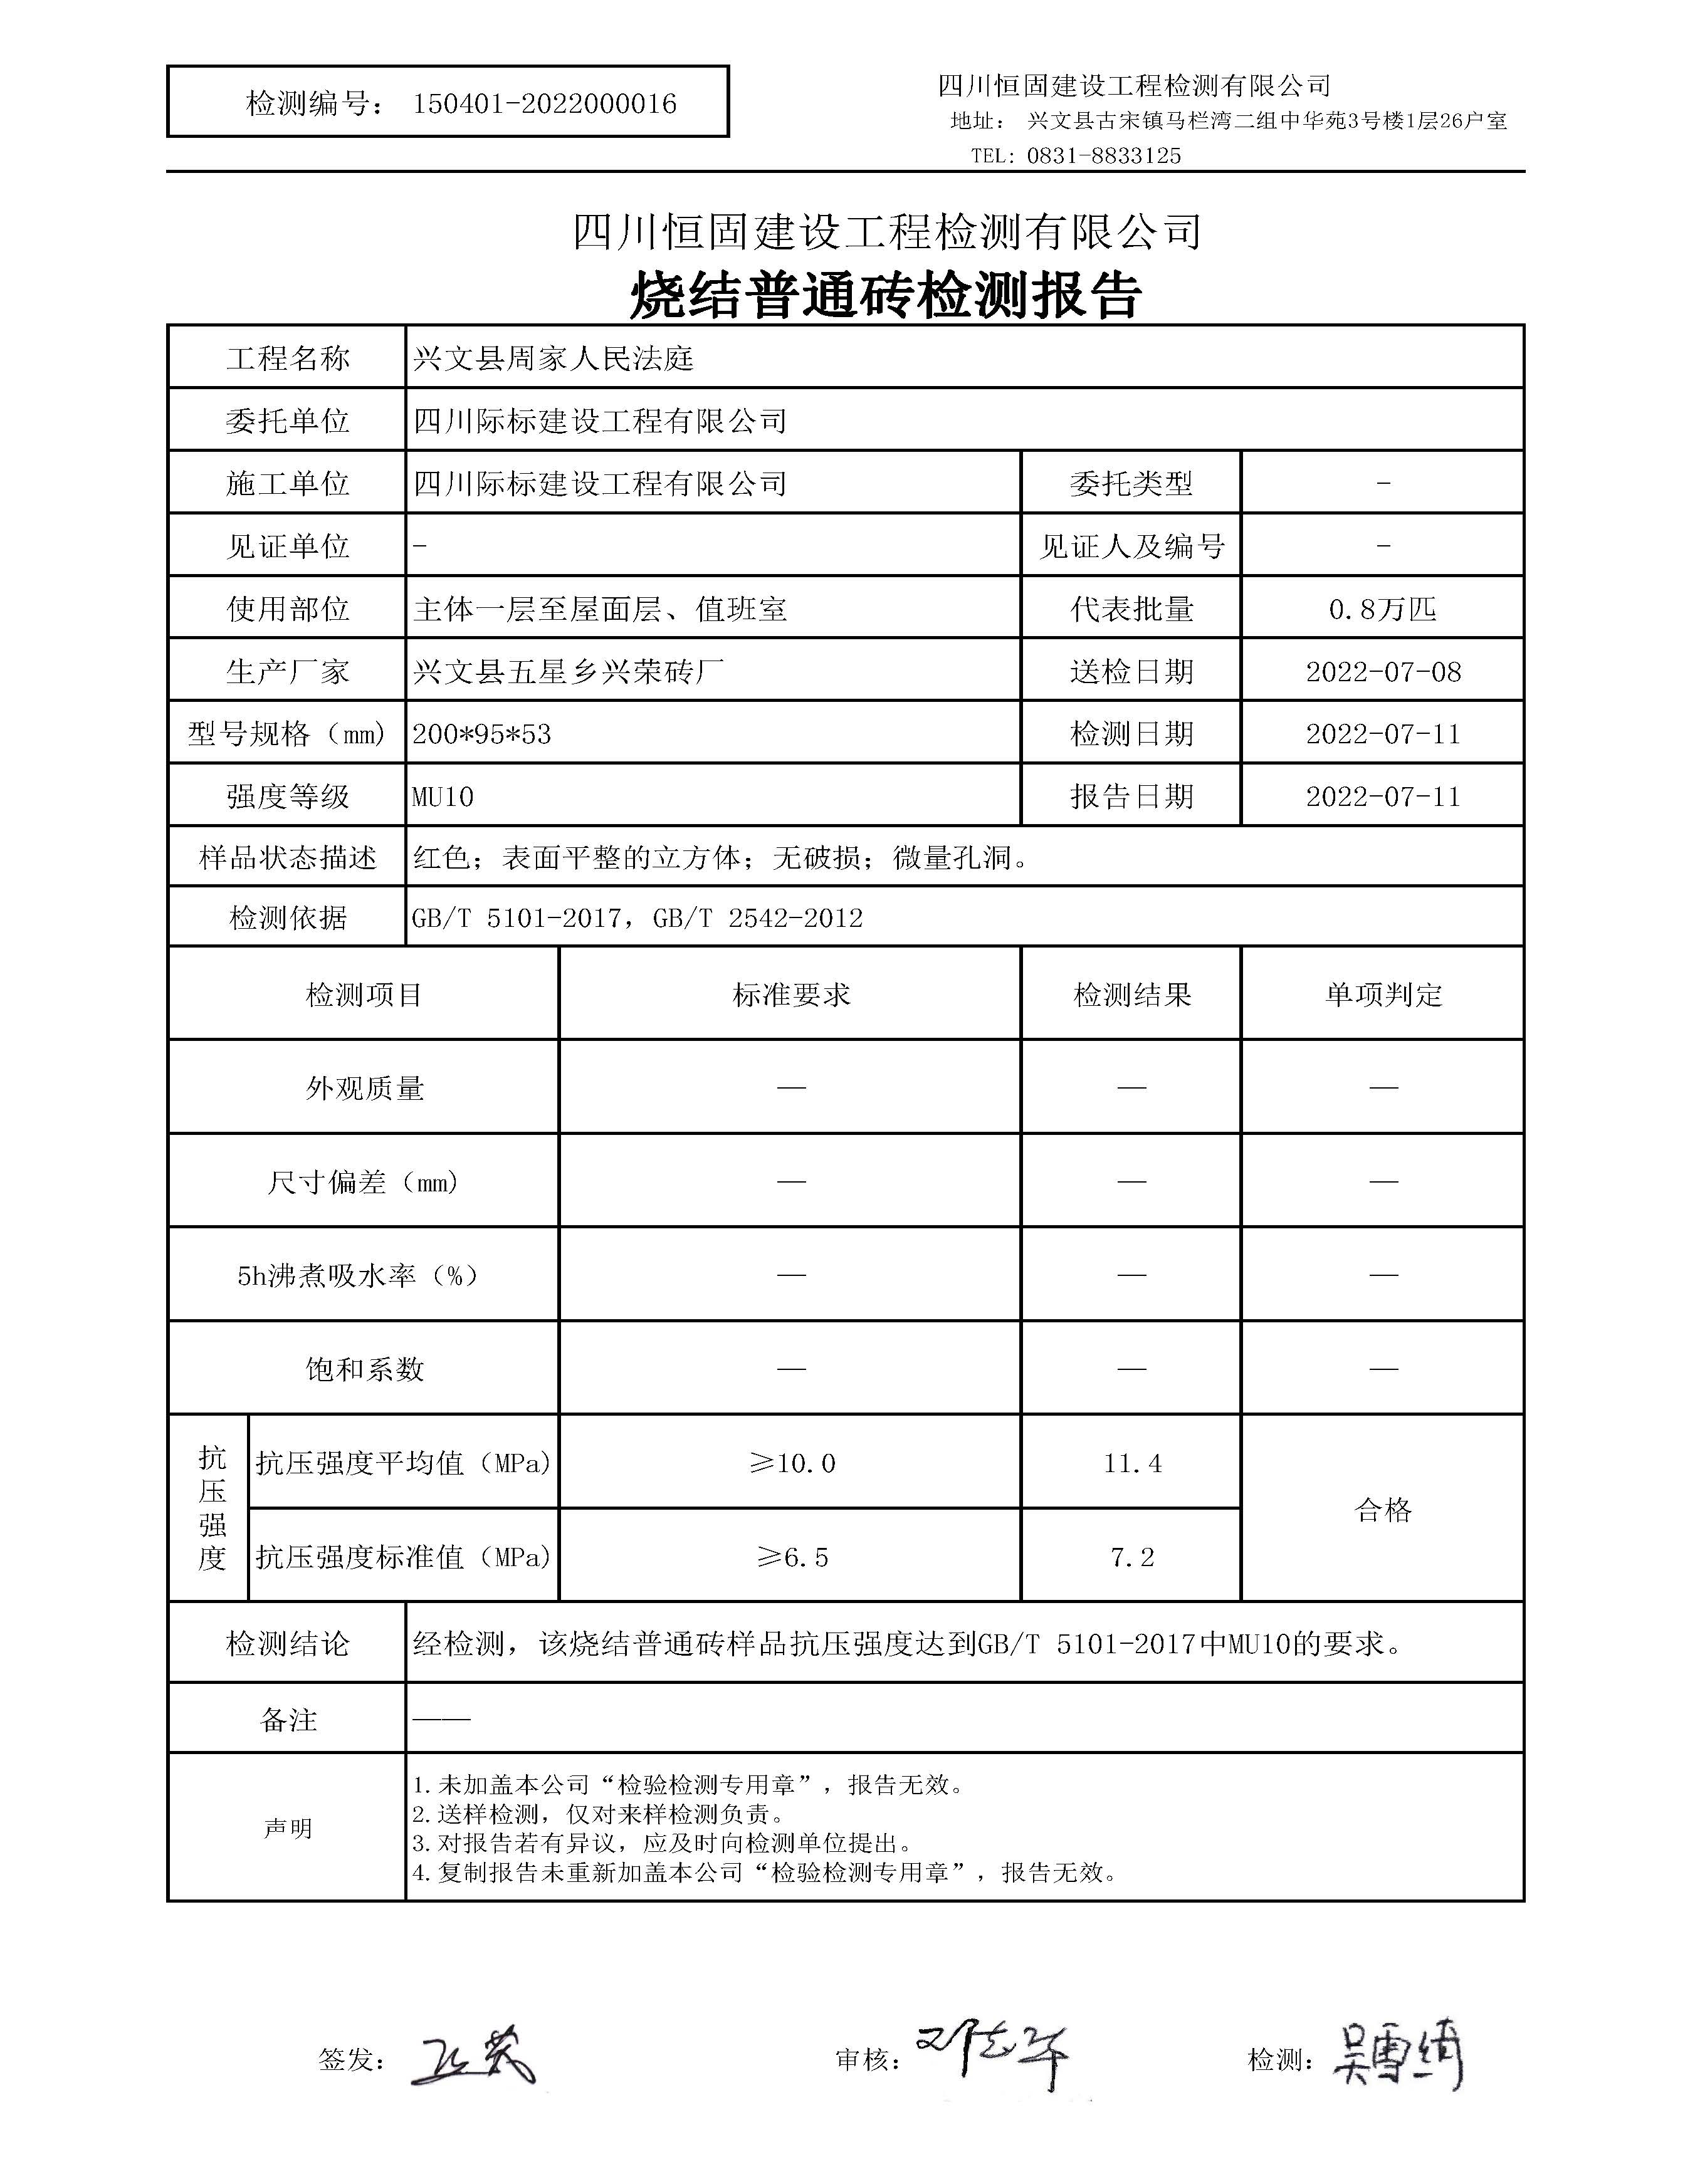 检测编号： 150401-2022000016
四川恒固建设工程检测有限公司
地址： 兴文县古宋镇马栏湾二组中华苑3号楼1层26户室
TEL: 0831-8833125
四川恒固建设工程检测有限公司
烧结普通砖检测报告
工程名称 兴文县周家人民法庭
委托单位 四川际标建设工程有限公司
施工单位 四川际标建设工程有限公司 委托类型 -
见证单位 - 见证人及编号 -
使用部位 主体一层至屋面层、值班室 代表批量 0.8万匹
生产厂家 兴文县五星乡兴荣砖厂 送检日期 2022-07-08
型号规格（mm) 200*95*53 检测日期 2022-07-11
强度等级 MU10 报告日期 2022-07-11
样品状态描述 红色；表面平整的立方体；无破损；微量孔洞。
检测依据 GB/T 5101-2017，GB/T 2542-2012
检测项目 标准要求 检测结果 单项判定
外观质量 — — —
尺寸偏差（mm) — — —
5h沸煮吸水率（%） — — —
饱和系数 — — —
抗压强度 抗压强度平均值（MPa) ≥10.0 11.4 合格
抗压强度标准值（MPa) ≥6.5 7.2
检测结论 经检测，该烧结普通砖样品抗压强度达到GB/T 5101-2017中MU10的要求。
备注 ——
声明
1.未加盖本公司“检验检测专用章”，报告无效。
2.送样检测，仅对来样检测负责。
3.对报告若有异议，应及时向检测单位提出。
4.复制报告未重新加盖本公司“检验检测专用章”，报告无效。
签发： 审核： 检测：吴雪绮